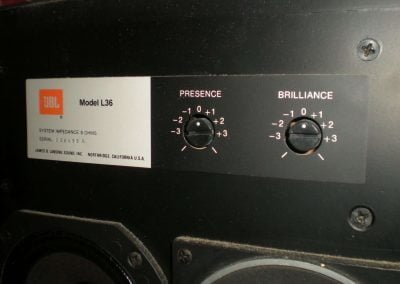 JBL
Model L36
SYSTEM IMPEDANCE 8 OHMS
SERIAL
JAMES B. LANSING SOUND, INC. NORTHRIDGE, CALIFORNIA U.S.A.
PRESENCE
-3 -2 -1 0 +1 +2 +3
BRILLIANCE
-3 -2 -1 0 +1 +2 +3